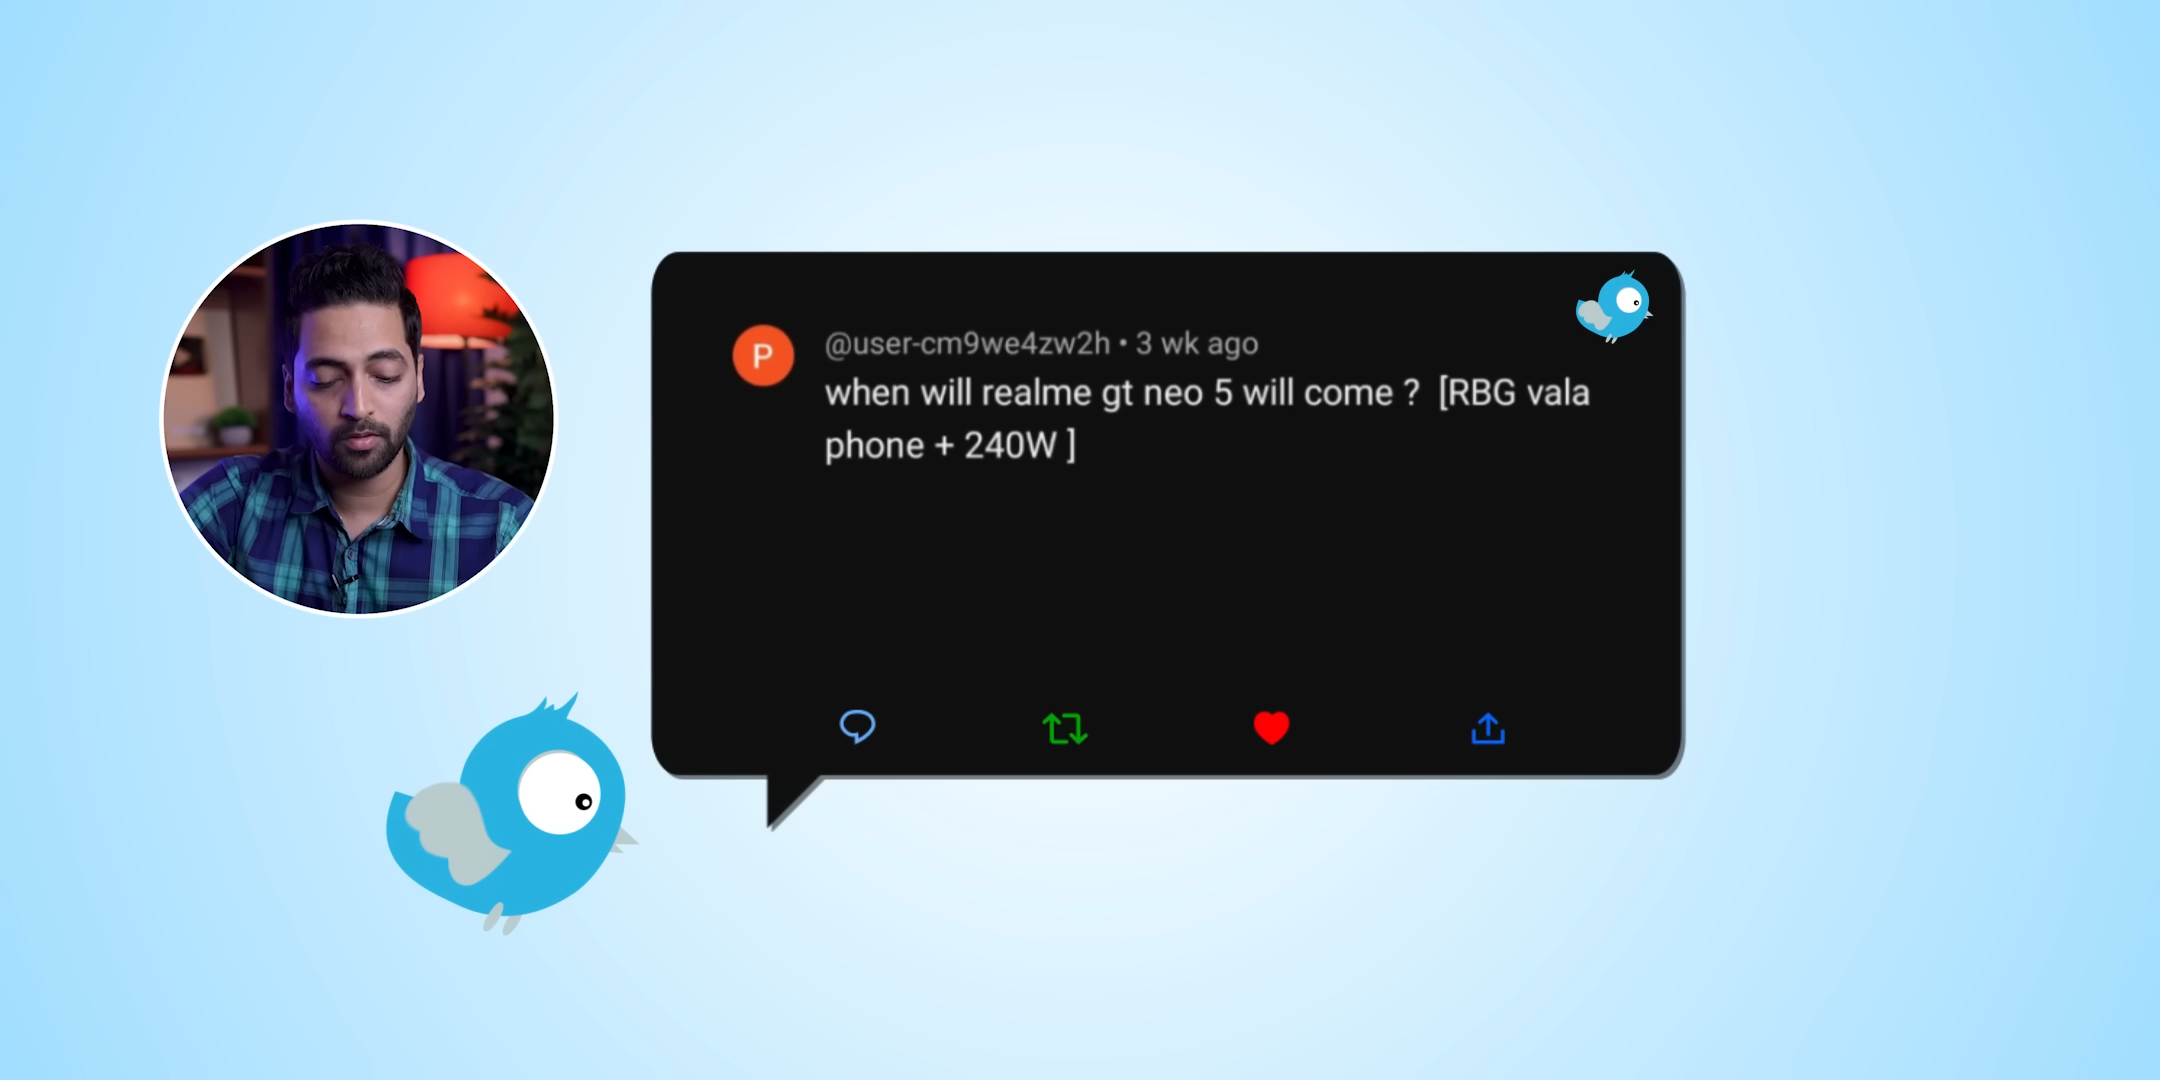 P
@user-cm9we4zw2h • 3 wk ago
when will realme gt neo 5 will come ? [RBG vala
phone + 240W ]